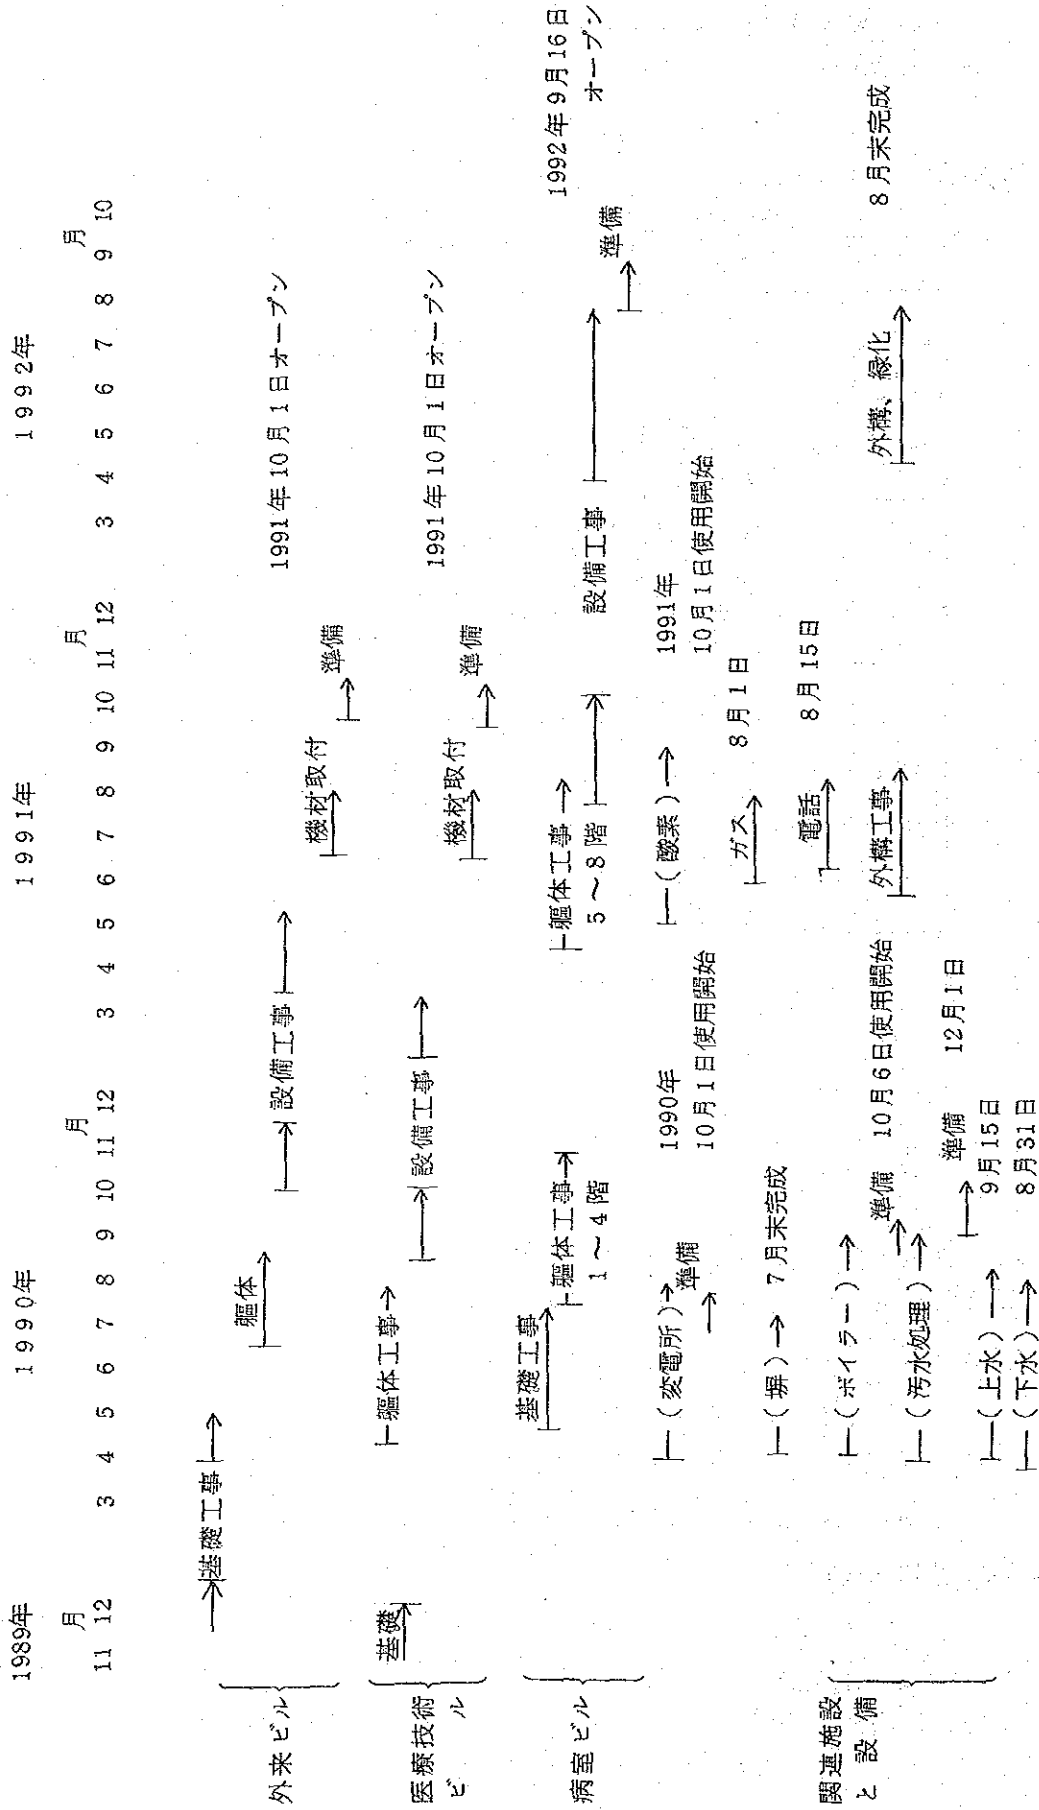 1989年 1990年 1991年 1992年
月 月 月 月
11 12 3 4 5 6 7 8 9 10 11 12 3 4 5 6 7 8 9 10 11 12 3 4 5 6 7 8 9 10
外来ビル
基礎工事
軀体
設備工事
機材取付
準備
1991年10月1日オープン
医療技術
ビル
基礎
軀体工事
設備工事
機材取付
準備
1991年10月1日オープン
病室ビル
基礎工事
軀体工事
1～4階
軀体工事
5～8階
設備工事
準備
1992年9月16日
オープン
関連施設
と設備
(変電所)
準備
1990年
10月1日使用開始
(酸素)
1991年
10月1日使用開始
(塀)
7月末完成
ガス
8月1日
(ボイラー)
準備
10月6日使用開始
電話
8月15日
(汚水処理)
準備
12月1日
外構工事
外構、緑化
8月末完成
(上水)
9月15日
(下水)
8月31日